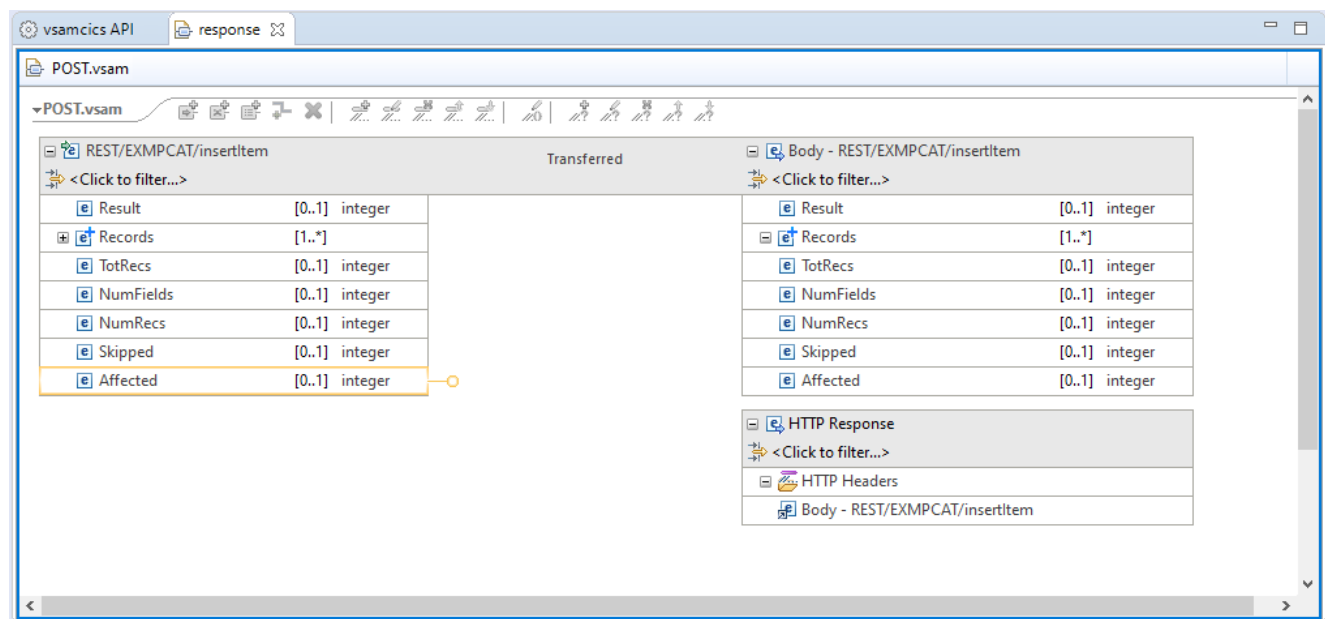 vsamcics API response
POST.vsam
POST.vsam
REST/EXMPCAT/insertItem Transferred Body - REST/EXMPCAT/insertItem
<Click to filter...> <Click to filter...>
Result [0..1] integer Result [0..1] integer
Records [1..*] Records [1..*]
TotRecs [0..1] integer TotRecs [0..1] integer
NumFields [0..1] integer NumFields [0..1] integer
NumRecs [0..1] integer NumRecs [0..1] integer
Skipped [0..1] integer Skipped [0..1] integer
Affected [0..1] integer Affected [0..1] integer
HTTP Response
<Click to filter...>
HTTP Headers
Body - REST/EXMPCAT/insertItem